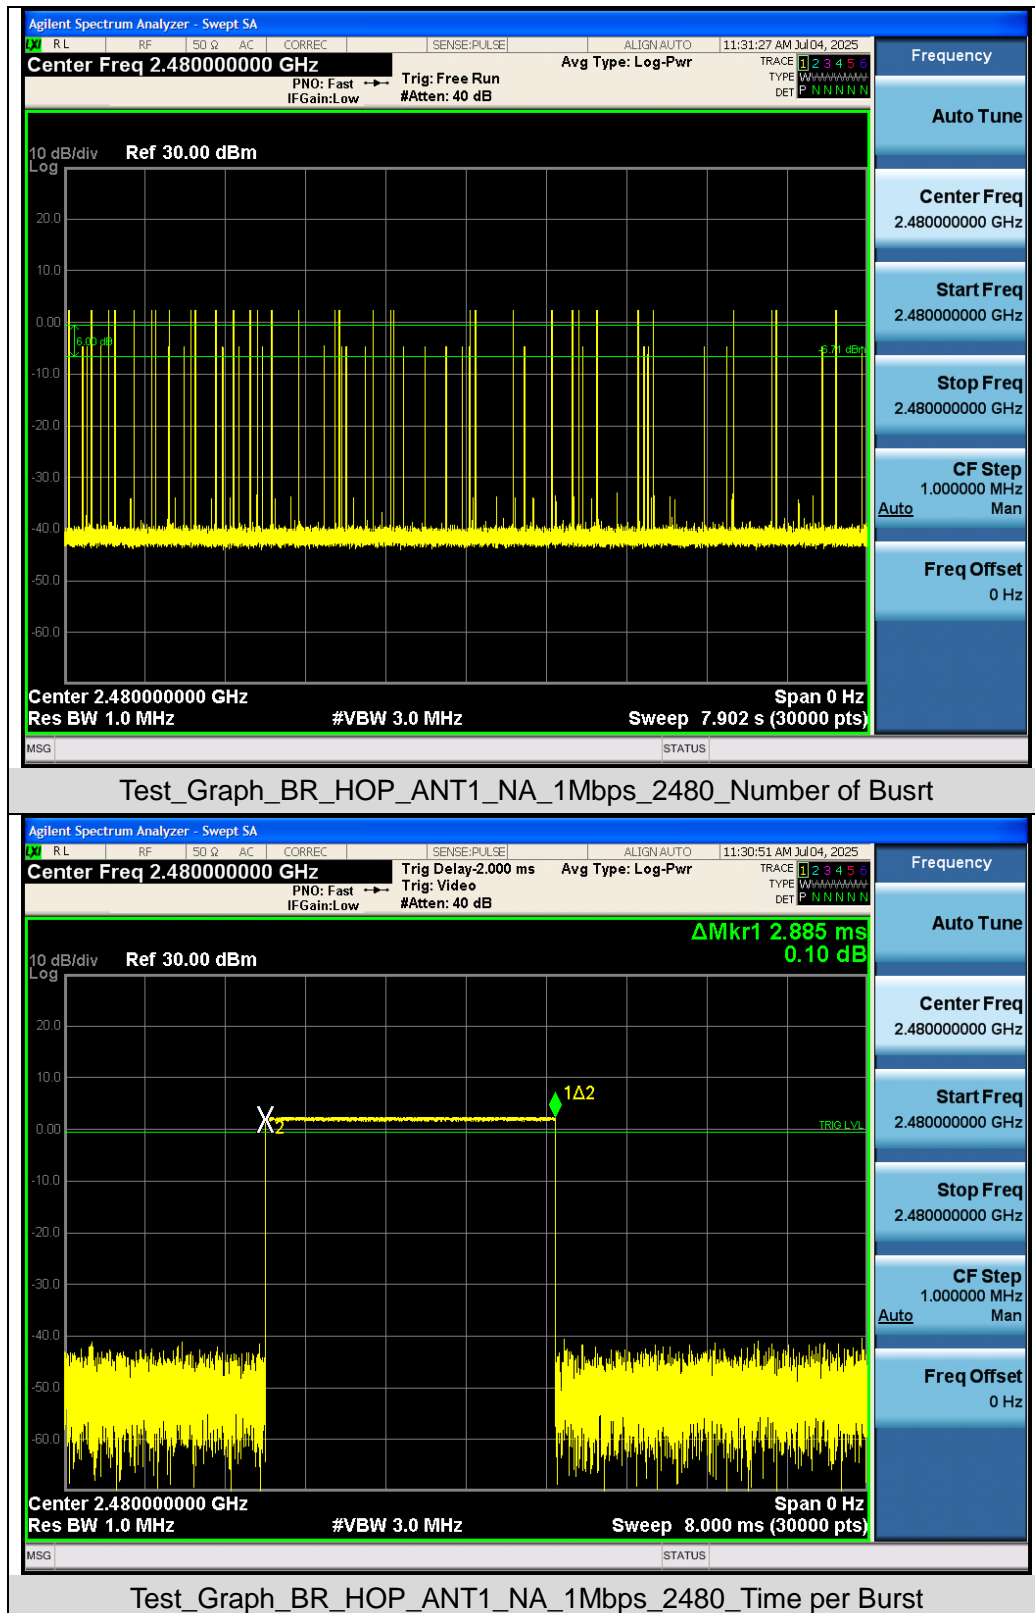 Agilent Spectrum Analyzer - Swept SA
LXI RL RF 50 Ω AC CORREC SENSE:PULSE ALIGN AUTO 11:31:27 AM Jul 04, 2025
Center Freq 2.480000000 GHz
PNO: Fast
IFGain:Low
Trig: Free Run
#Atten: 40 dB
Avg Type: Log-Pwr
TRACE 1 2 3 4 5 6
TYPE WWWWWW
DET P N N N N N
10 dB/div Ref 30.00 dBm
Log
20.0
10.0
0.00
6.00 dB
-6.71 dBm
-10.0
-20.0
-30.0
-40.0
-50.0
-60.0
Center 2.480000000 GHz Span 0 Hz
Res BW 1.0 MHz #VBW 3.0 MHz Sweep 7.902 s (30000 pts)
MSG STATUS
Frequency
Auto Tune
Center Freq
2.480000000 GHz
Start Freq
2.480000000 GHz
Stop Freq
2.480000000 GHz
CF Step
1.000000 MHz
Auto Man
Freq Offset
0 Hz
Test_Graph_BR_HOP_ANT1_NA_1Mbps_2480_Number of Busrt
Agilent Spectrum Analyzer - Swept SA
LXI RL RF 50 Ω AC CORREC SENSE:PULSE ALIGN AUTO 11:30:51 AM Jul 04, 2025
Center Freq 2.480000000 GHz
PNO: Fast
IFGain:Low
Trig Delay-2.000 ms
Trig: Video
#Atten: 40 dB
Avg Type: Log-Pwr
TRACE 1 2 3 4 5 6
TYPE WWWWWW
DET P N N N N N
ΔMkr1 2.885 ms
0.10 dB
10 dB/div Ref 30.00 dBm
Log
20.0
10.0
1Δ2
2
0.00
TRIG LVL
-10.0
-20.0
-30.0
-40.0
-50.0
-60.0
Center 2.480000000 GHz Span 0 Hz
Res BW 1.0 MHz #VBW 3.0 MHz Sweep 8.000 ms (30000 pts)
MSG STATUS
Frequency
Auto Tune
Center Freq
2.480000000 GHz
Start Freq
2.480000000 GHz
Stop Freq
2.480000000 GHz
CF Step
1.000000 MHz
Auto Man
Freq Offset
0 Hz
Test_Graph_BR_HOP_ANT1_NA_1Mbps_2480_Time per Burst